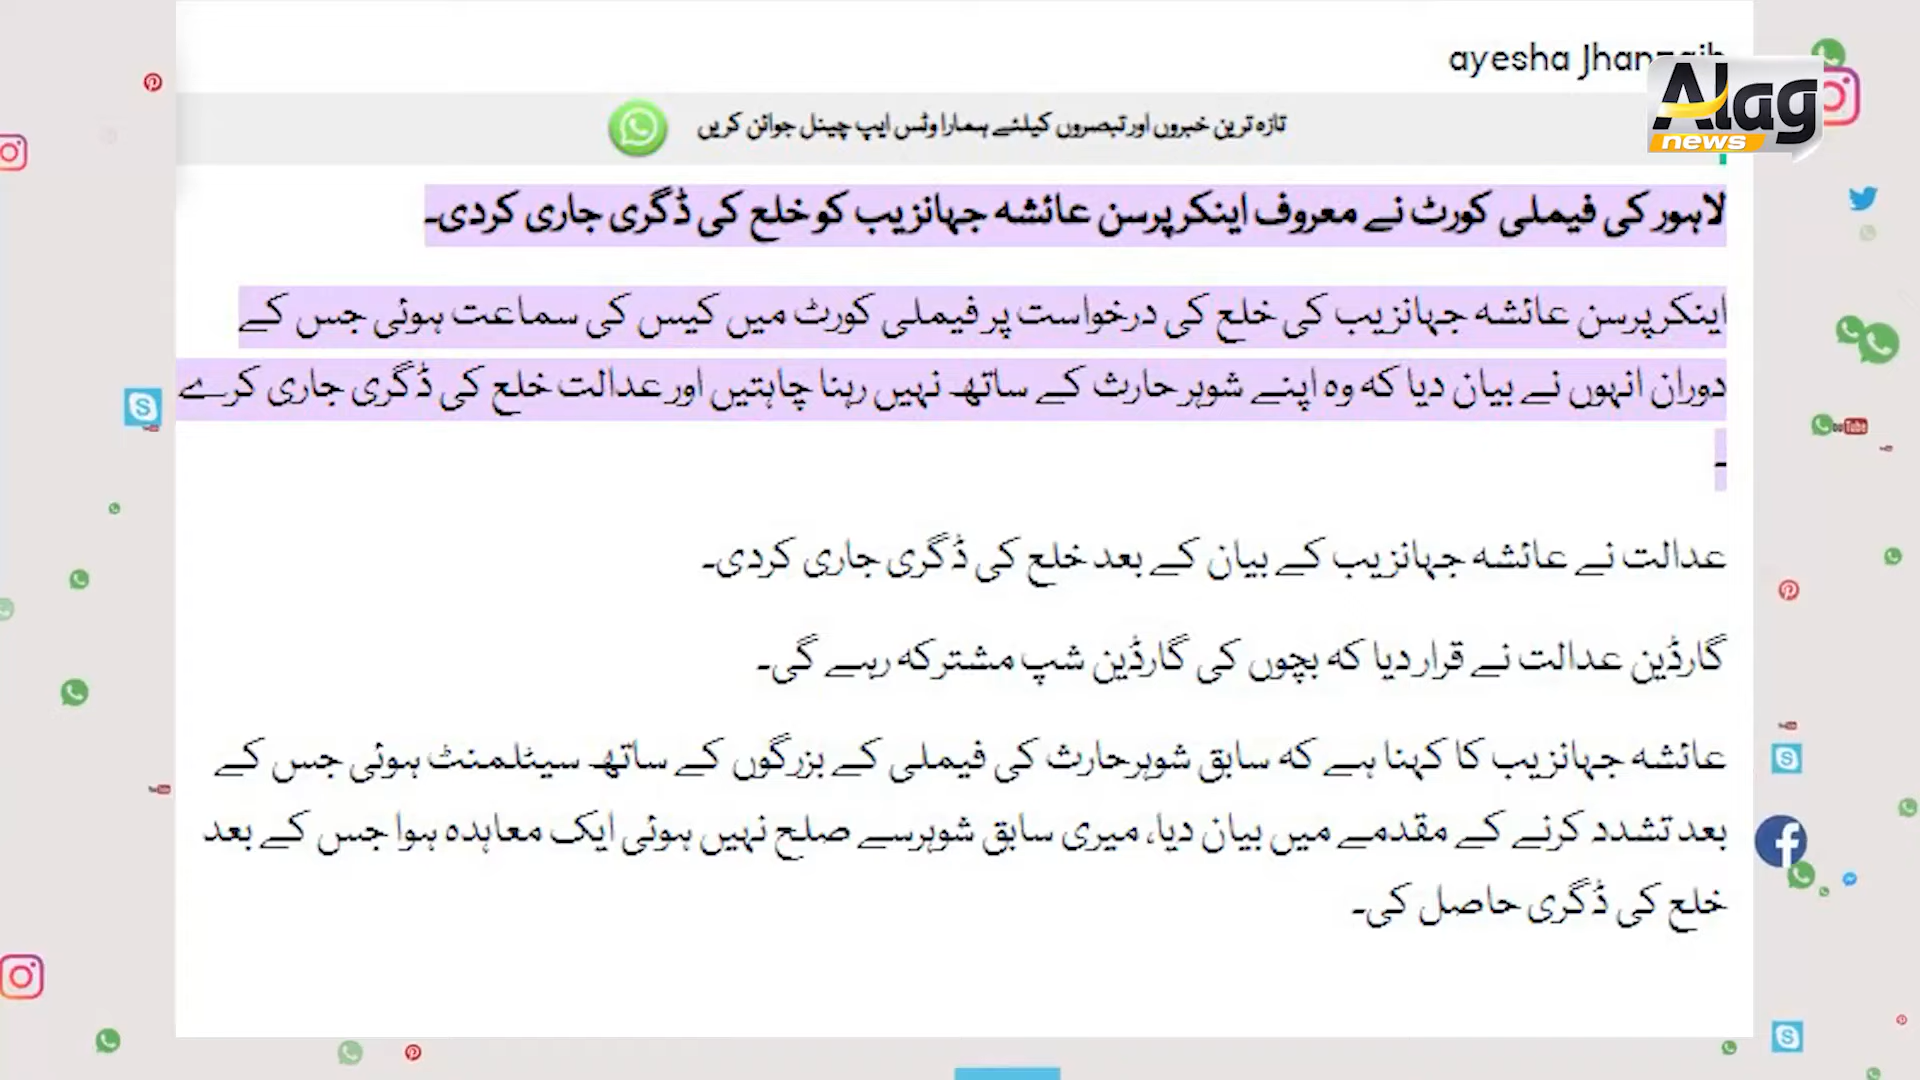 ayesha
Alag
news
تازہ ترین خبروں اور تبصروں کیلئے ہمارا وٹس ایپ چینل جوائن کریں
لاہور کی فیملی کورٹ نے معروف اینکر پرسن عائشہ جہانزیب کو خلع کی ڈگری جاری کردی۔
اینکر پرسن عائشہ جہانزیب کی خلع کی درخواست پر فیملی کورٹ میں کیس کی سماعت ہوئی جس کے
دوران انہوں نے بیان دیا کہ وہ اپنے شوہر حارث کے ساتھ نہیں رہنا چاہتیں اور عدالت خلع کی ڈگری جاری کرے
۔
عدالت نے عائشہ جہانزیب کے بیان کے بعد خلع کی ڈگری جاری کردی۔
گارڈین عدالت نے قرار دیا کہ بچوں کی گارڈین شپ مشترکہ رہے گی۔
عائشہ جہانزیب کا کہنا ہے کہ سابق شوہرحارث کی فیملی کے بزرگوں کے ساتھ سیٹلمنٹ ہوئی جس کے
بعد تشدد کرنے کے مقدمے میں بیان دیا، میری سابق شوہرسے صلح نہیں ہوئی ایک معاہدہ ہوا جس کے بعد
خلع کی ڈگری حاصل کی۔